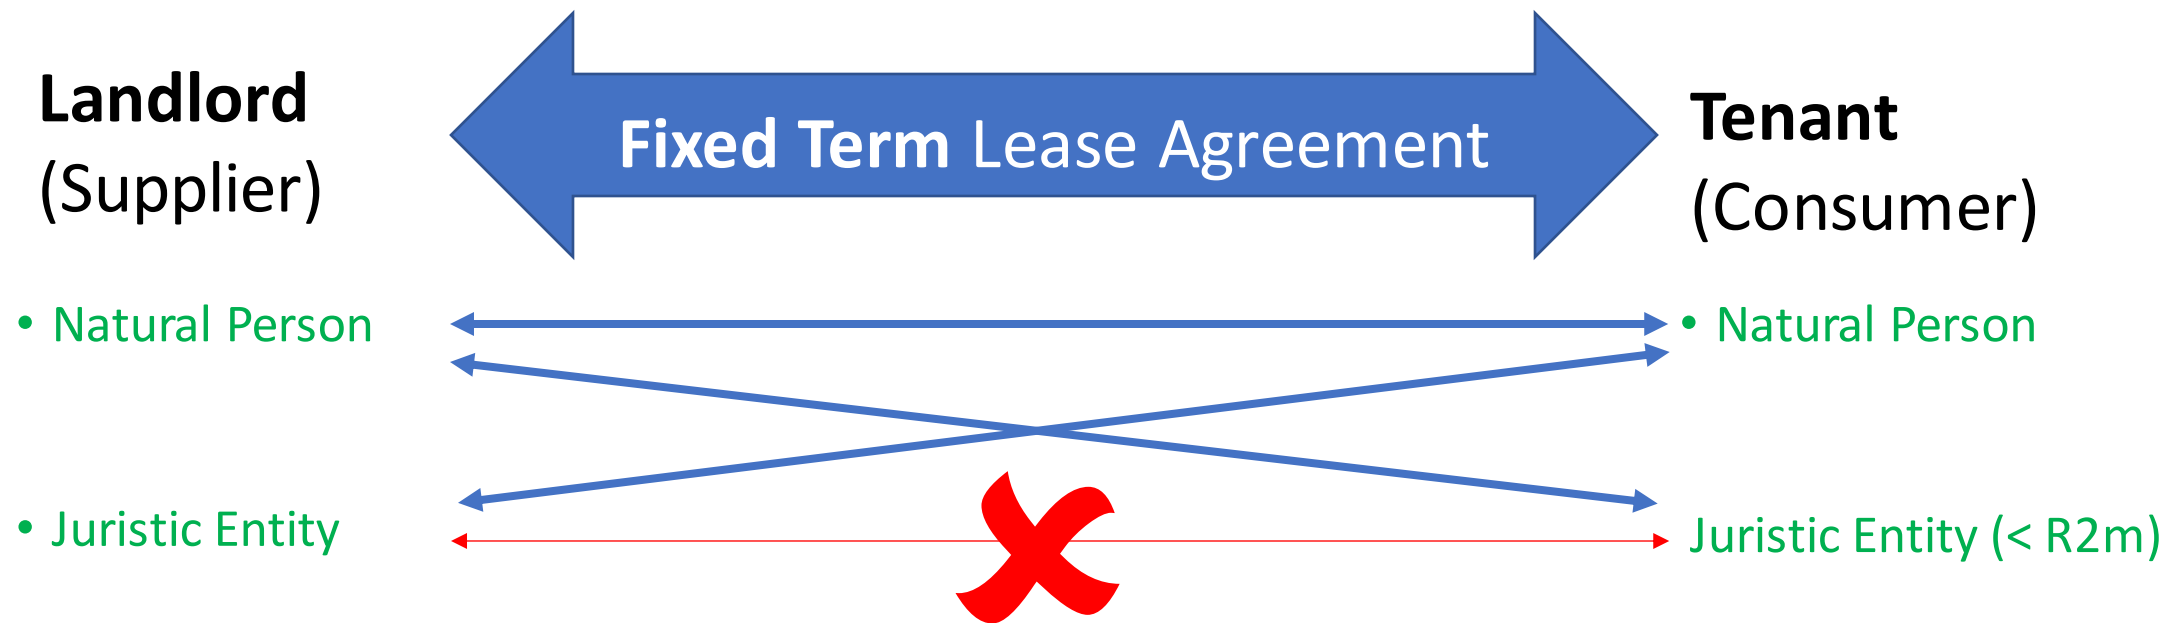 Landlord
(Supplier)
Fixed Term Lease Agreement
Tenant
(Consumer)
• Natural Person
• Natural Person
• Juristic Entity
Juristic Entity (< R2m)